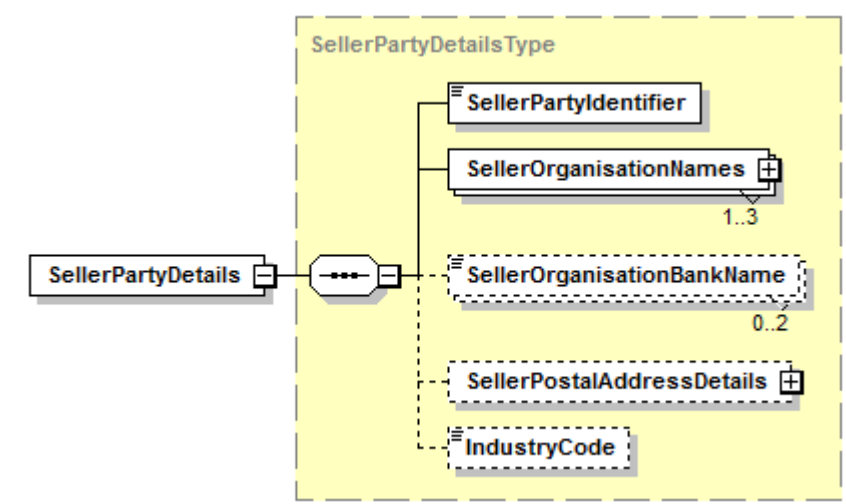 SellerPartyDetailsType
SellerPartyIdentifier
SellerOrganisationNames
1..3
SellerPartyDetails
SellerOrganisationBankName
0..2
SellerPostalAddressDetails
IndustryCode